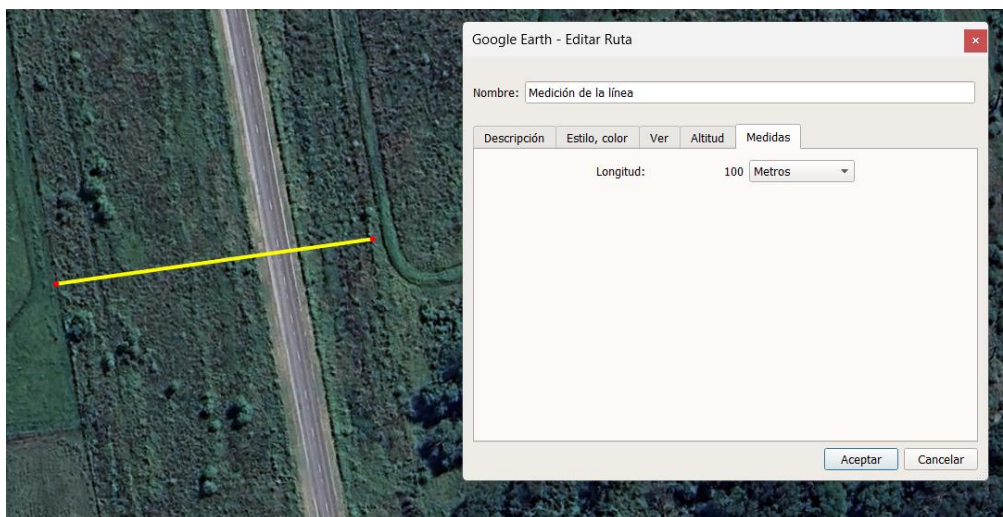 Google Earth - Editar Ruta
Nombre: Medición de la línea
Descripción Estilo, color Ver Altitud Medidas
Longitud: 100 Metros
Aceptar Cancelar